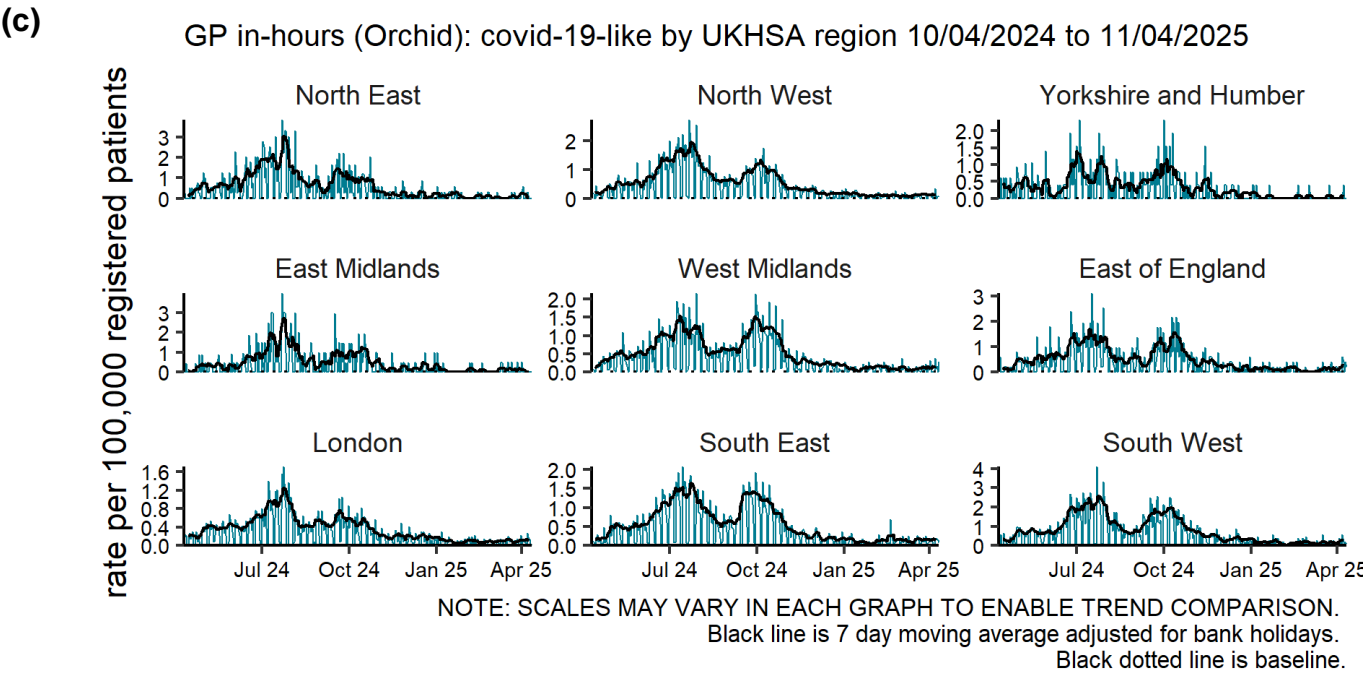 (c)
GP in-hours (Orchid): covid-19-like by UKHSA region 10/04/2024 to 11/04/2025
rate per 100,000 registered patients
North East
3
2
1
0
North West
2
1
0
Yorkshire and Humber
2.0
1.5
1.0
0.5
0.0
East Midlands
3
2
1
0
West Midlands
2.0
1.5
1.0
0.5
0.0
East of England
3
2
1
0
London
1.6
1.2
0.8
0.4
0.0
Jul 24 Oct 24 Jan 25 Apr 25
South East
2.0
1.5
1.0
0.5
0.0
Jul 24 Oct 24 Jan 25 Apr 25
South West
4
3
2
1
0
Jul 24 Oct 24 Jan 25 Apr 25
NOTE: SCALES MAY VARY IN EACH GRAPH TO ENABLE TREND COMPARISON.
Black line is 7 day moving average adjusted for bank holidays.
Black dotted line is baseline.